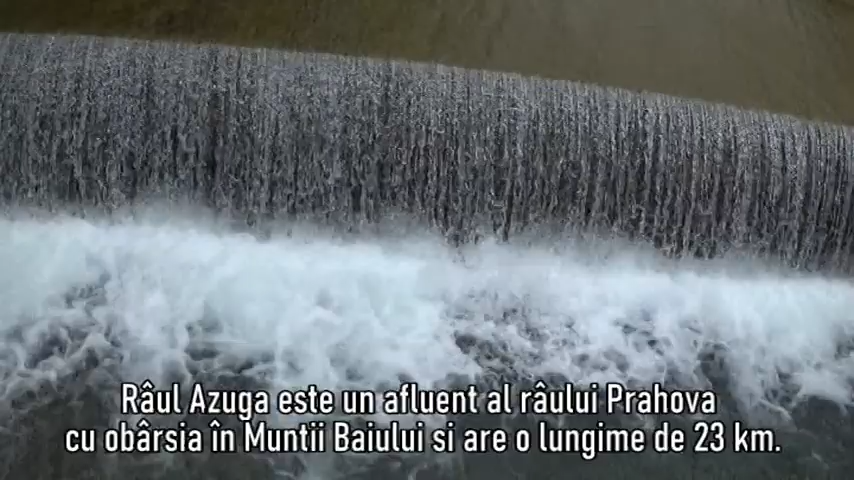 Râul Azuga este un afluent al râului Prahova
cu obârsia în Muntii Baiului si are o lungime de 23 km.